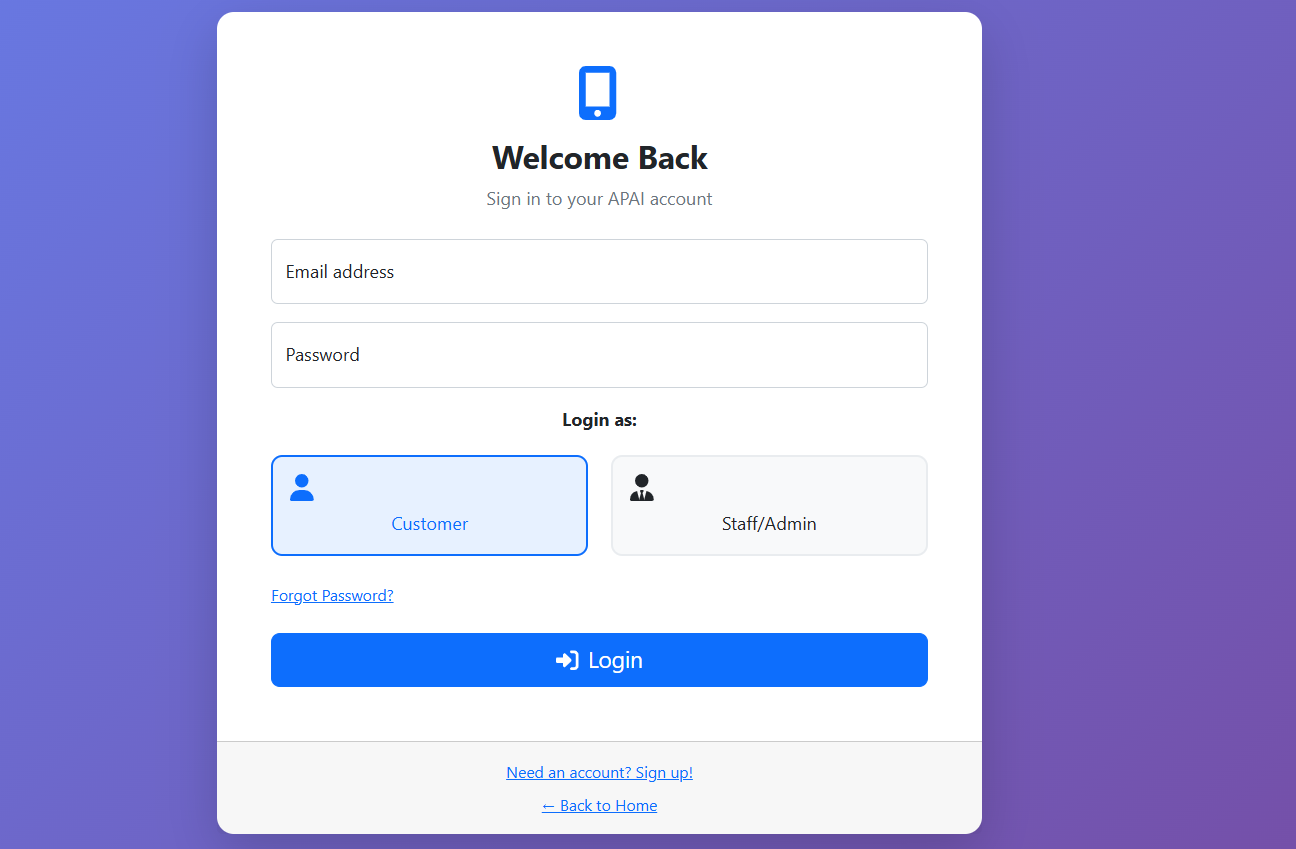 Welcome Back
Sign in to your APAI account
Email address
Password
Login as:
Customer
Staff/Admin
Forgot Password?
Login
Need an account? Sign up!
← Back to Home